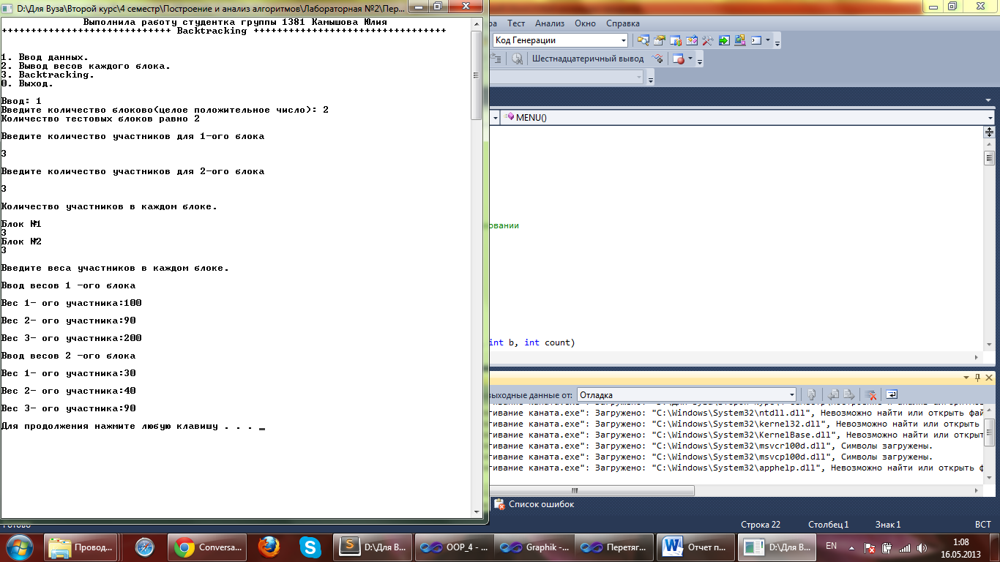 D:\Для Вуза\Второй курс\4 семестр\Построение и анализ алгоритмов\Лабораторная №2\Пер...
Выполнила работу студентка группы 1381 Камышова Юлия
+++++++++++++++++++++++++++++ Backtracking +++++++++++++++++++++++++++++++++
1. Ввод данных.
2. Вывод весов каждого блока.
3. Backtracking.
0. Выход.
Ввод: 1
Введите количество блоково(целое положительное число): 2
Количество тестовых блоков равно 2
Введите количество участников для 1-ого блока
3
Введите количество участников для 2-ого блока
3
Количество участников в каждом блоке.
Блок №1
3
Блок №2
3
Введите веса участников в каждом блоке.
Ввод весов 1 -ого блока
Вес 1- ого участника:100
Вес 2- ого участника:90
Вес 3- ого участника:200
Ввод весов 2 -ого блока
Вес 1- ого участника:30
Вес 2- ого участника:40
Вес 3- ого участника:90
Для продолжения нажмите любую клавишу . . . _
ра Тест Анализ Окно Справка
Код Генерации
Шестнадцатеричный вывод
MENU()
овании
int b, int count)
выходные данные от: Отладка
гивание каната.exe": Загружено: "C:\Windows\System32\ntdll.dll", Невозможно найти или открыть фай
гивание каната.exe": Загружено: "C:\Windows\System32\kernel32.dll", Невозможно найти или открыть
гивание каната.exe": Загружено: "C:\Windows\System32\KernelBase.dll", Невозможно найти или открыт
гивание каната.exe": Загружено: "C:\Windows\System32\msvcr100d.dll", Символы загружены.
гивание каната.exe": Загружено: "C:\Windows\System32\msvcp100d.dll", Символы загружены.
гивание каната.exe": Загружено: "C:\Windows\System32\apphelp.dll", Невозможно найти или открыть ф
Список ошибок
Готово Строка 22 Столбец 1 Знак 1 ВСТ
Провод... Conversa... D:\Для В... OOP_4 - ... Graphik -... Перетяг... Отчет п... D:\Для В... EN 1:08
16.05.2013